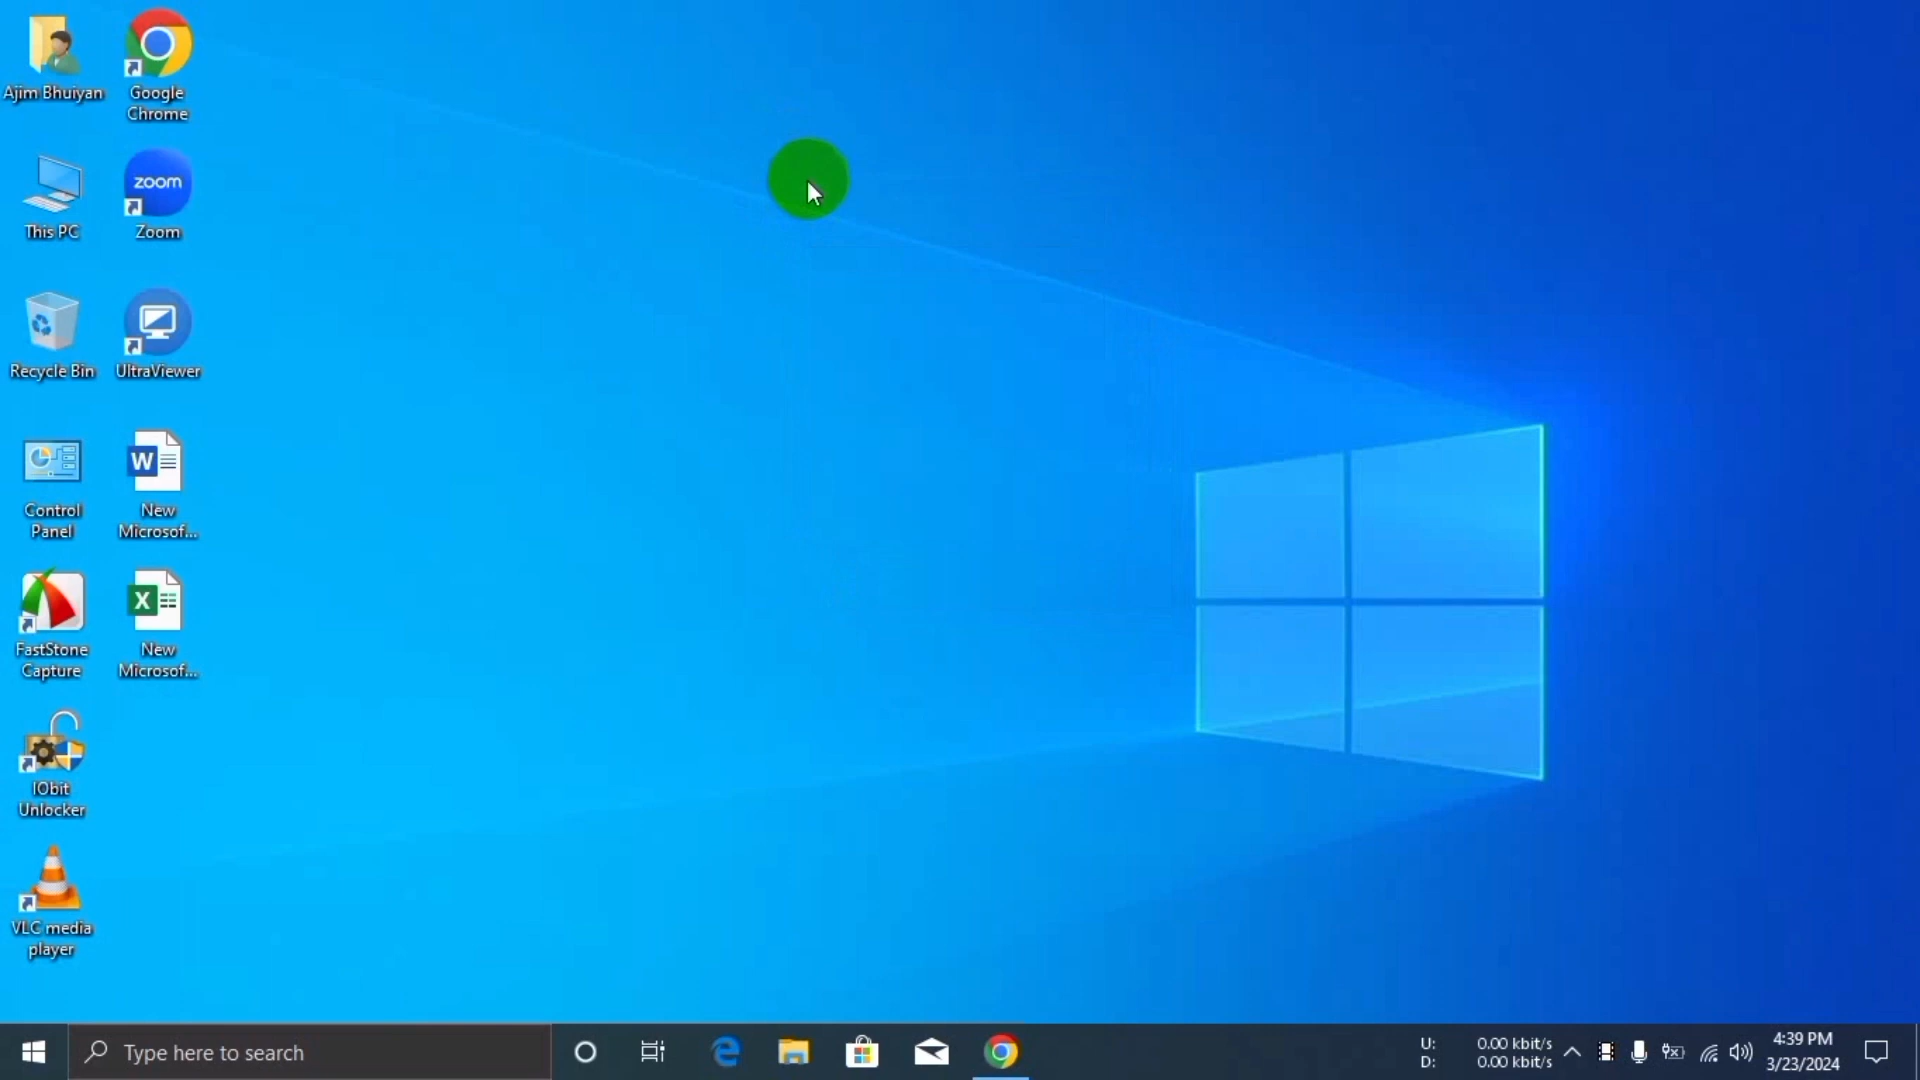 Ajim Bhuiyan
Google
Chrome
This PC
zoom
Zoom
Recycle Bin
UltraViewer
Control
Panel
W
New
Microsof...
FastStone
Capture
X
New
Microsof...
IObit
Unlocker
VLC media
player
Type here to search
U: 0.00 kbit/s
D: 0.00 kbit/s
4:39 PM
3/23/2024